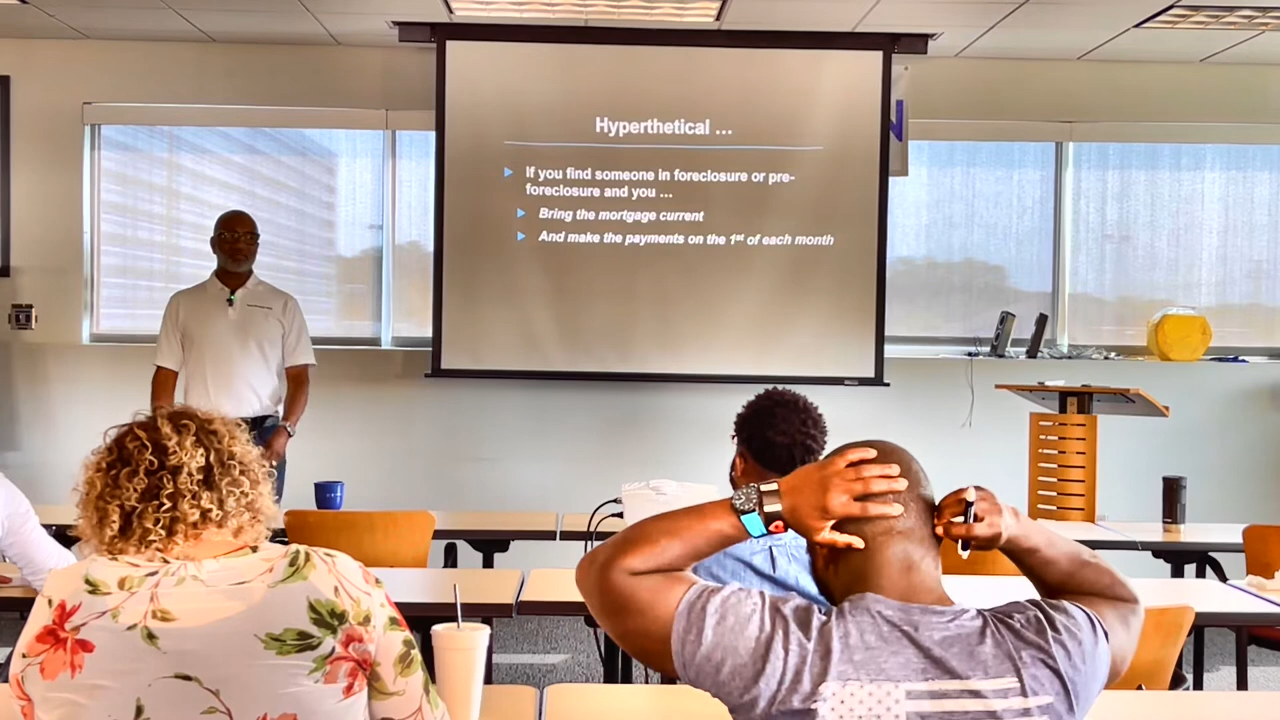 Hyperthetical ...
If you find someone in foreclosure or pre-
foreclosure and you ...
Bring the mortgage current
And make the payments on the 1st of each month
N